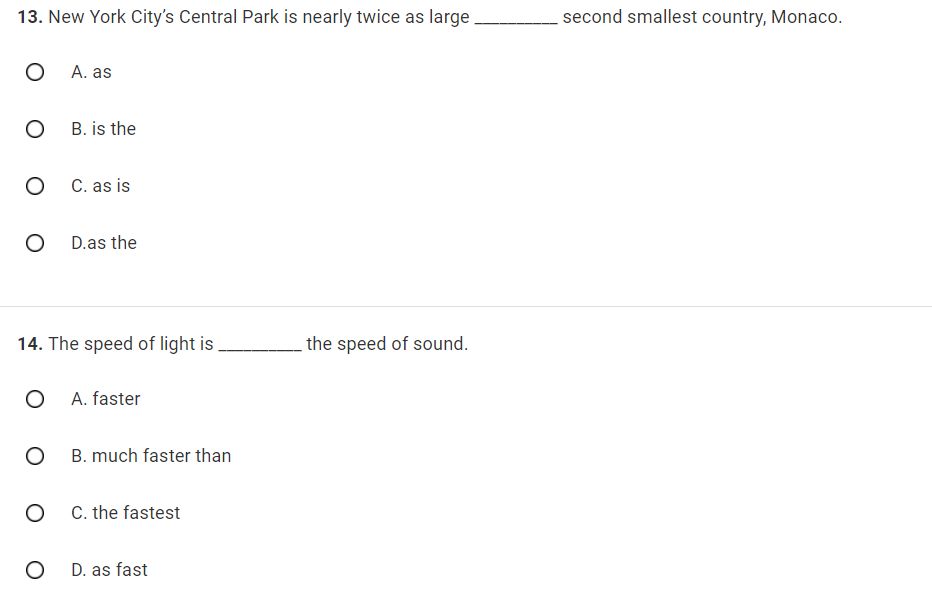 13. New York City’s Central Park is nearly twice as large __________ second smallest country, Monaco.
A. as
B. is the
C. as is
D.as the
14. The speed of light is __________ the speed of sound.
A. faster
B. much faster than
C. the fastest
D. as fast